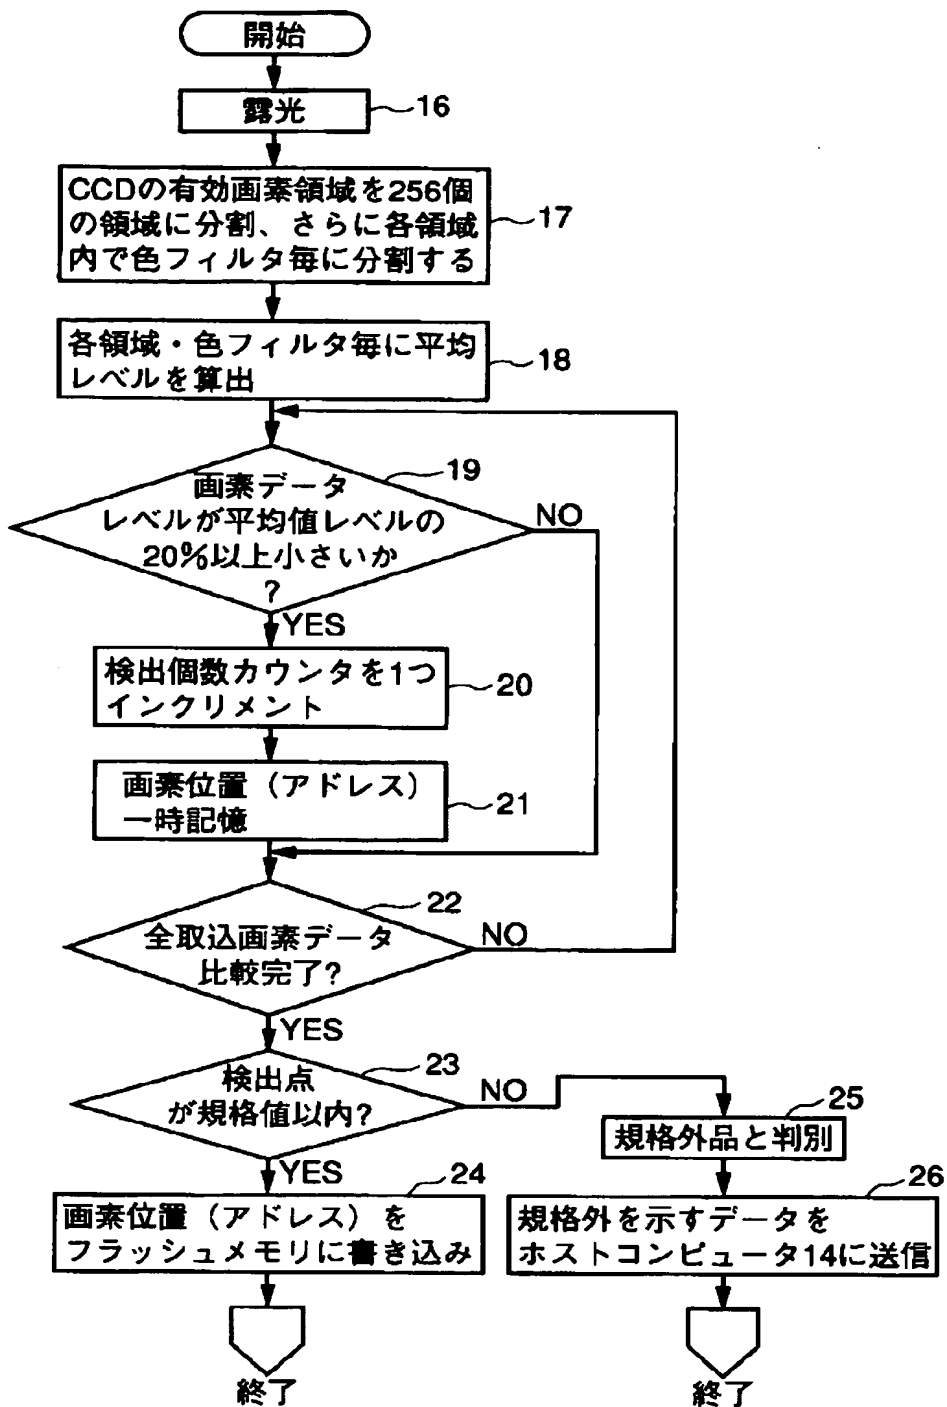 開始
露光
16
CCDの有効画素領域を256個
の領域に分割、さらに各領域
内で色フィルタ毎に分割する
17
各領域・色フィルタ毎に平均
レベルを算出
18
19
画素データ
レベルが平均値レベルの
20%以上小さいか
?
NO
YES
検出個数カウンタを1つ
インクリメント
20
画素位置（アドレス）
一時記憶
21
22
全取込画素データ
比較完了?
NO
YES
23
検出点
が規格値以内?
NO
YES
25
規格外品と判別
24
画素位置（アドレス）を
フラッシュメモリに書き込み
26
規格外を示すデータを
ホストコンピュータ14に送信
終了
終了